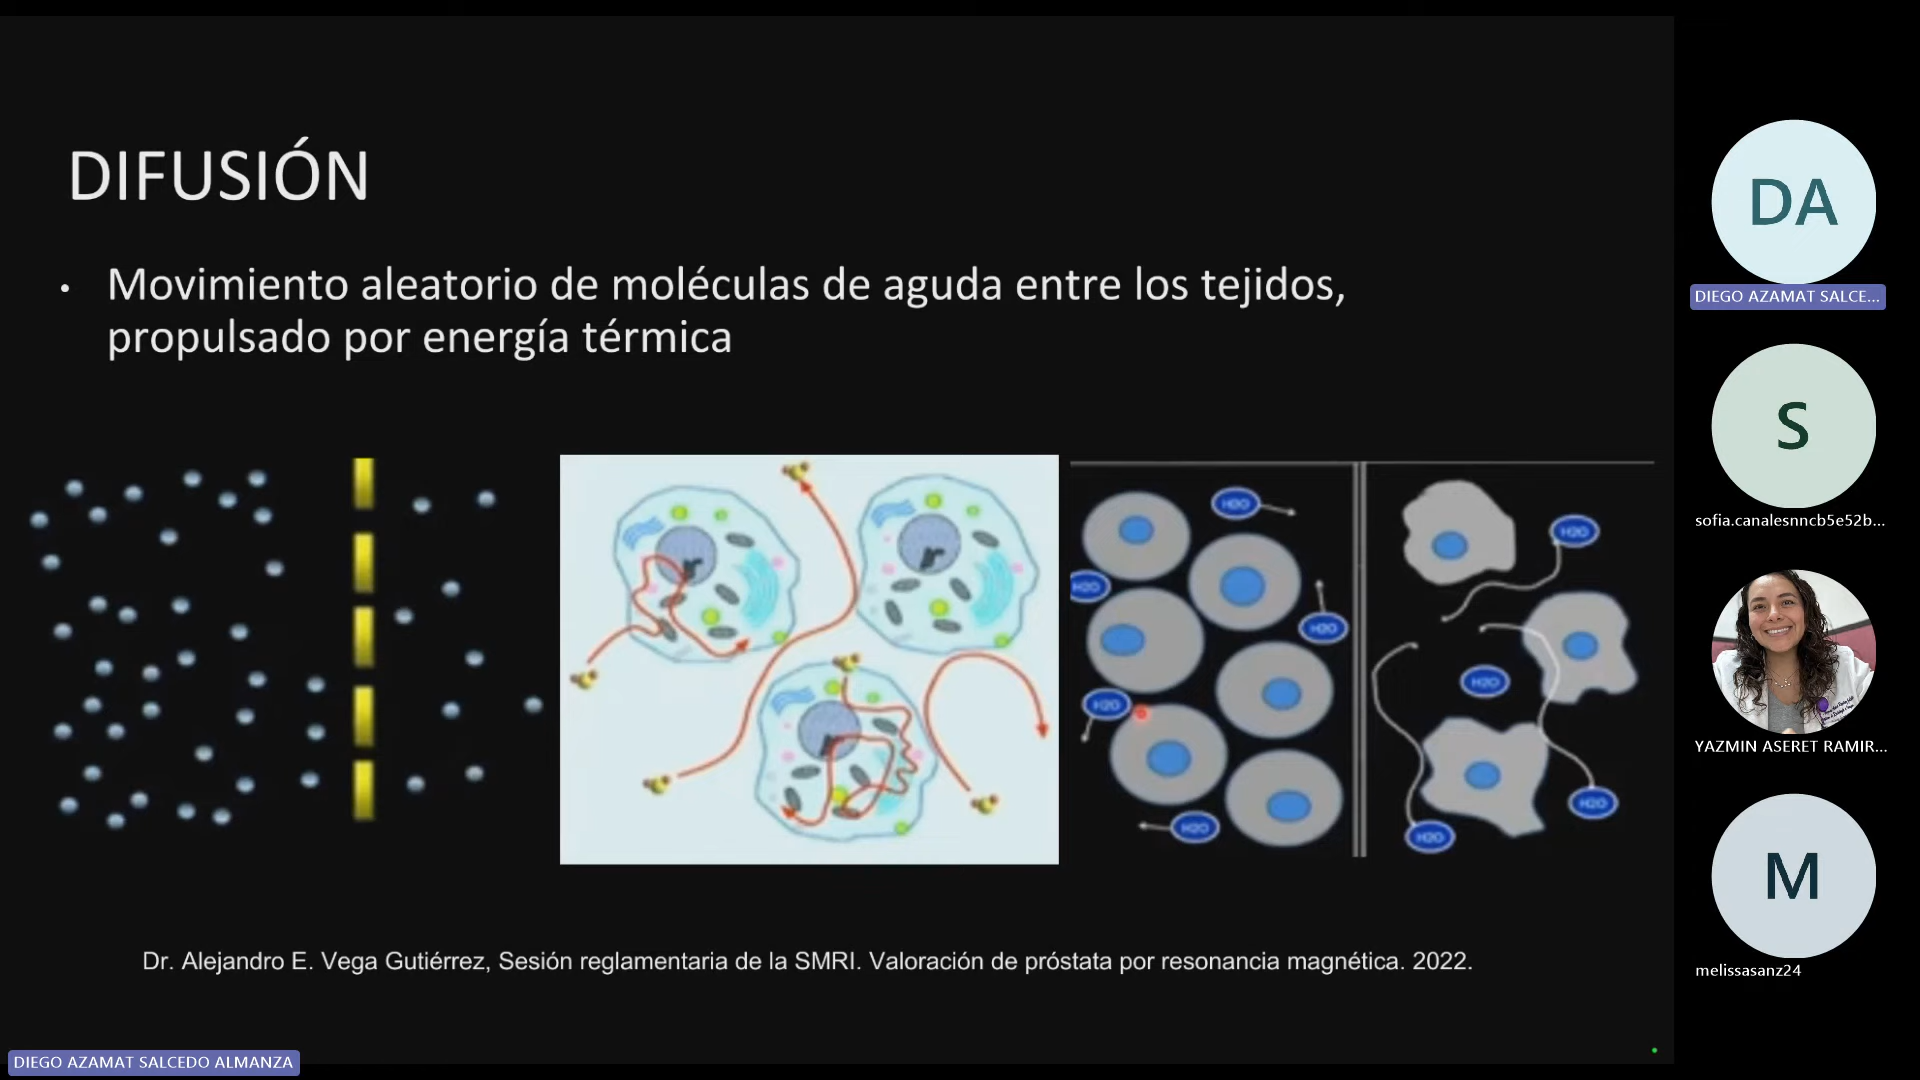 DIFUSIÓN
• Movimiento aleatorio de moléculas de aguda entre los tejidos,
propulsado por energía térmica
H2O
H2O
H2O
H2O
H2O
H2O
H2O
H2O
H2O
Dr. Alejandro E. Vega Gutiérrez, Sesión reglamentaria de la SMRI. Valoración de próstata por resonancia magnética. 2022.
DIEGO AZAMAT SALCEDO ALMANZA
DA
DIEGO AZAMAT SALCE...
S
sofia.canalesnncb5e52b...
YAZMIN ASERET RAMIR...
M
melissasanz24